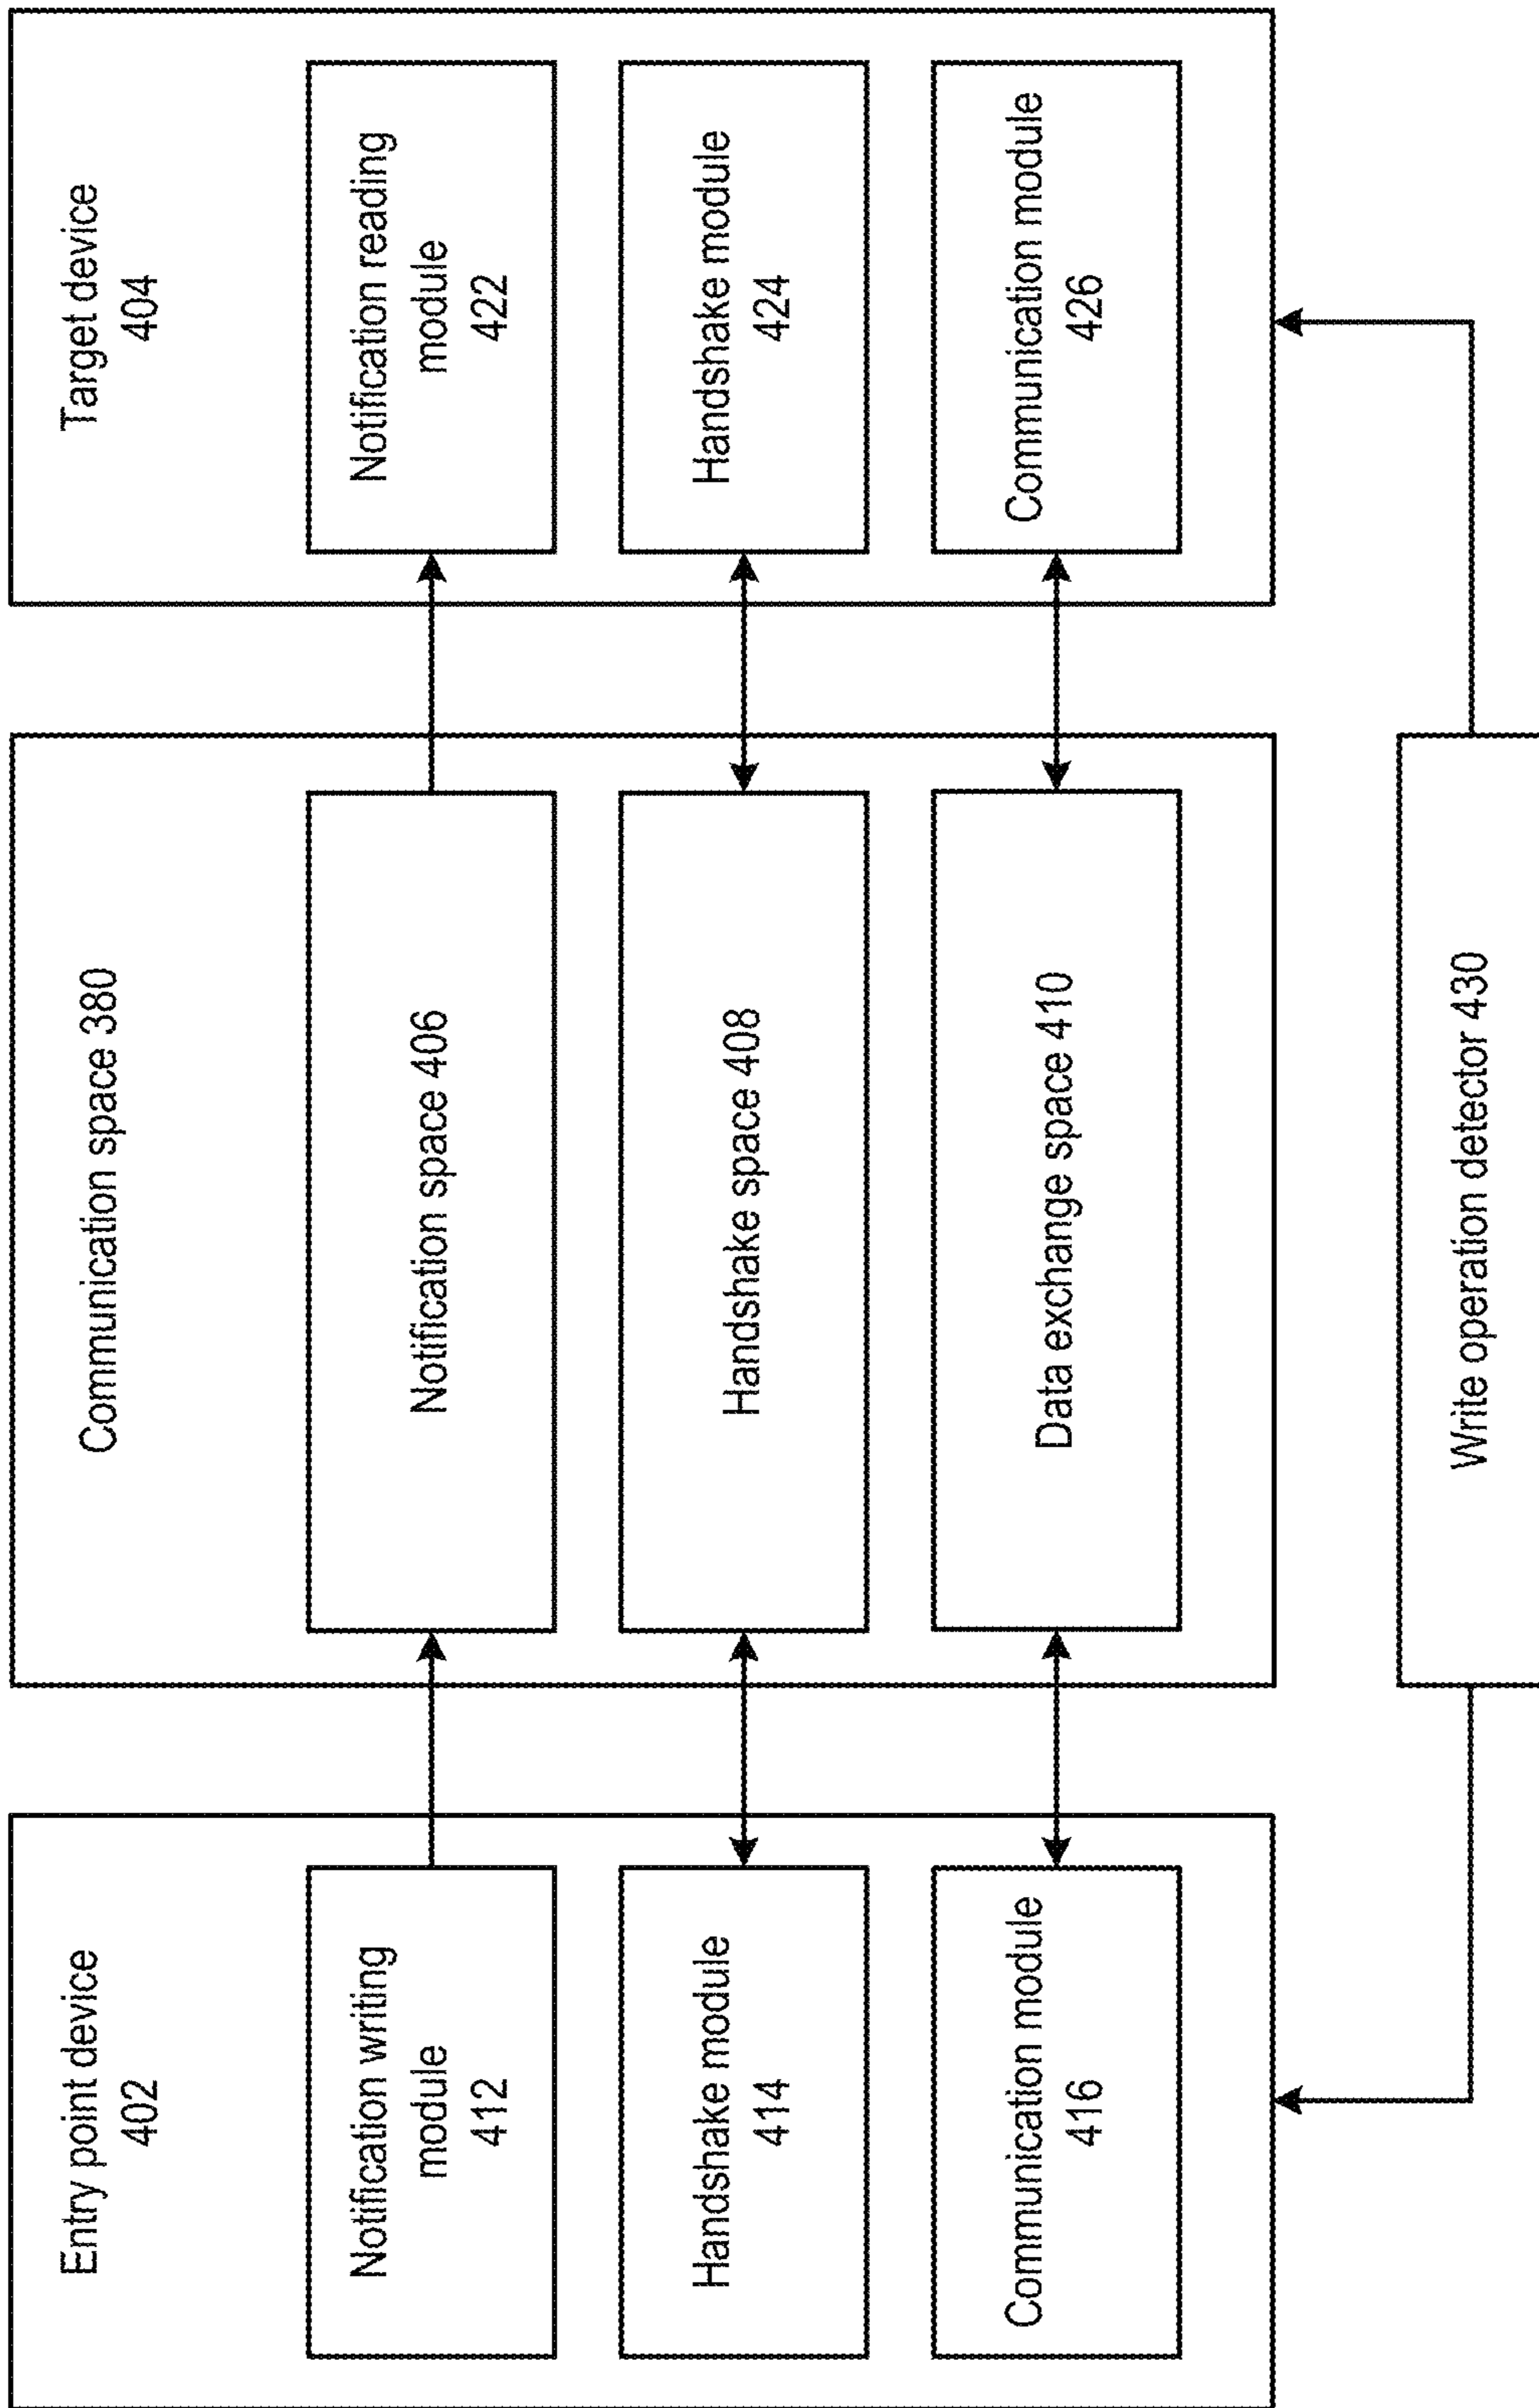 Entry point device
402
Notification writing
module
412
Handshake module
414
Communication module
416
Communication space 380
Notification space 406
Handshake space 408
Data exchange space 410
Target device
404
Notification reading
module
422
Handshake module
424
Communication module
426
Write operation detector 430